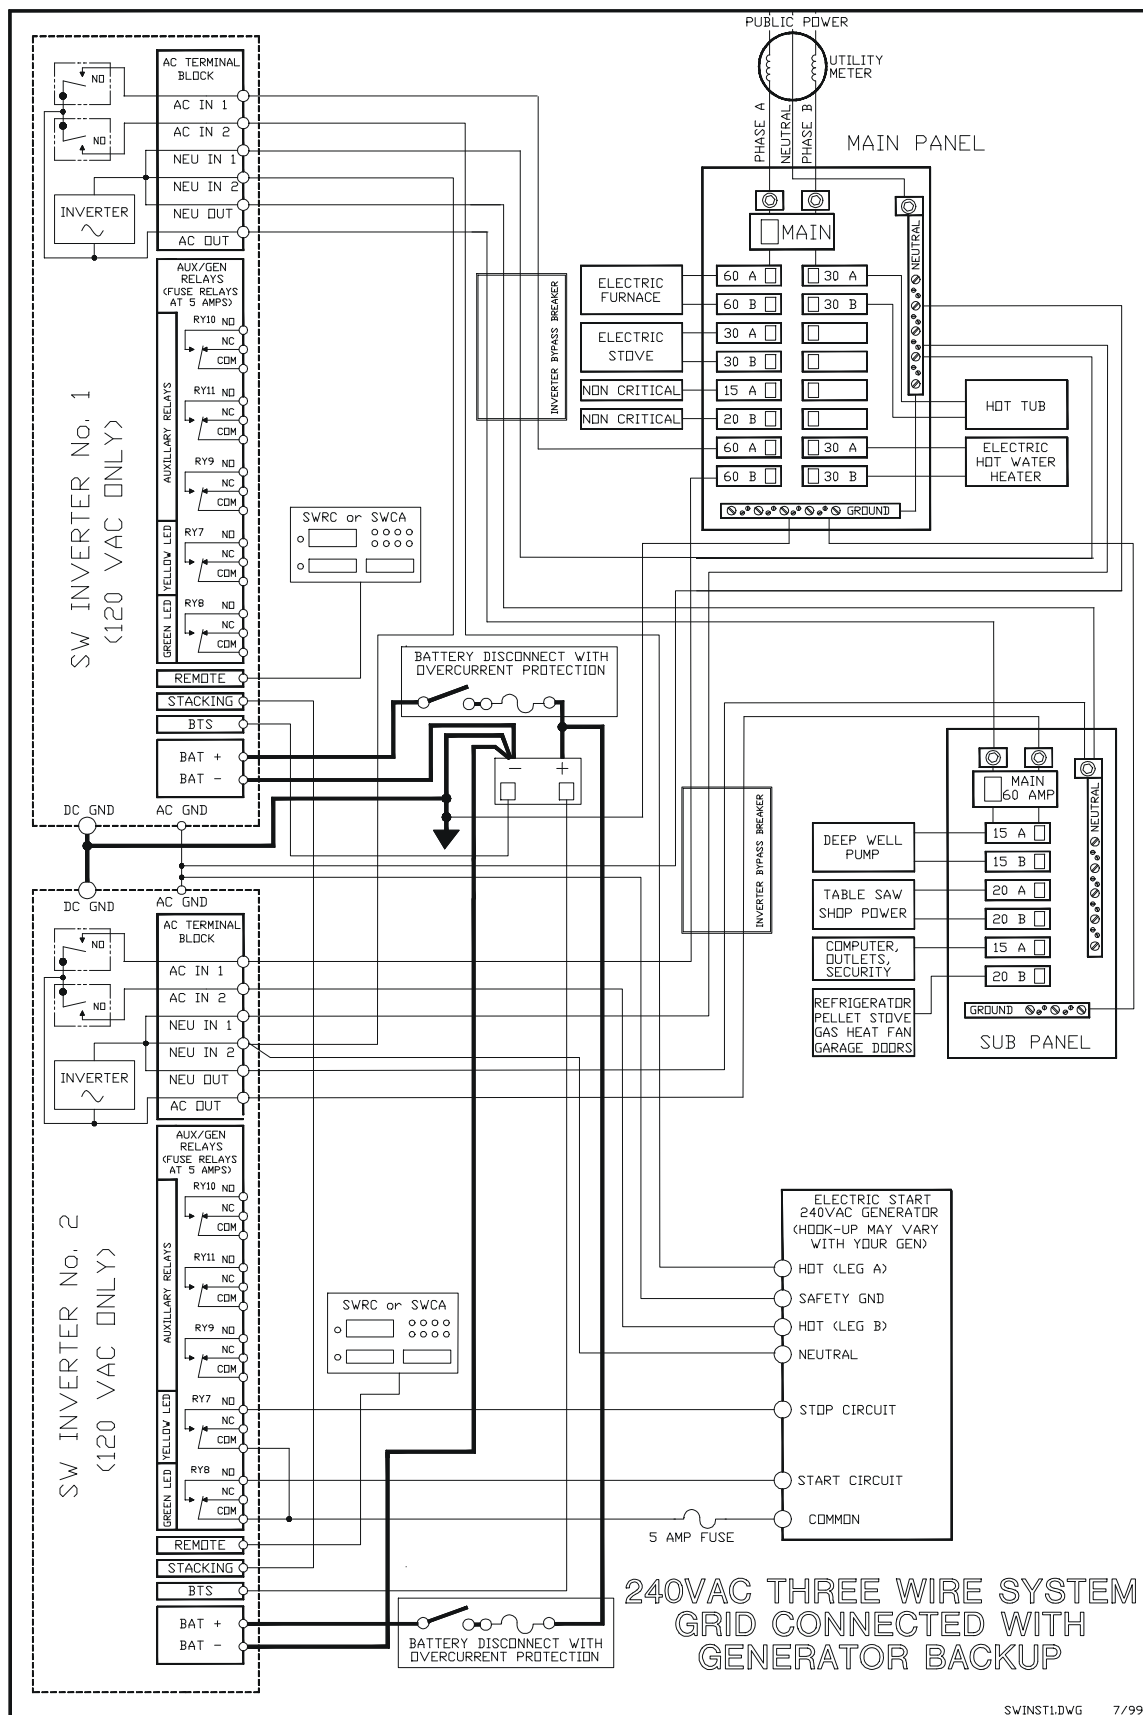 PUBLIC POWER
UTILITY
METER
PHASE A
NEUTRAL
PHASE B
MAIN PANEL
MAIN
NEUTRAL
60 A
60 B
30 A
30 B
15 A
20 B
60 A
60 B
30 A
30 B
30 A
30 B
GROUND
ELECTRIC
FURNACE
ELECTRIC
STOVE
NON CRITICAL
NON CRITICAL
HOT TUB
ELECTRIC
HOT WATER
HEATER
INVERTER BYPASS BREAKER
SW INVERTER No. 1
(120 VAC ONLY)
NO
NO
INVERTER
AC TERMINAL
BLOCK
AC IN 1
AC IN 2
NEU IN 1
NEU IN 2
NEU OUT
AC OUT
AUX/GEN
RELAYS
(FUSE RELAYS
AT 5 AMPS)
AUXILLARY RELAYS
YELLOW LED
GREEN LED
RY10 NO
NC
COM
RY11 NO
NC
COM
RY9 NO
NC
COM
RY7 NO
NC
COM
RY8 NO
NC
COM
REMOTE
STACKING
BTS
BAT +
BAT -
DC GND
AC GND
SWRC or SWCA
BATTERY DISCONNECT WITH
OVERCURRENT PROTECTION
- +
INVERTER BYPASS BREAKER
MAIN
60 AMP
NEUTRAL
15 A
15 B
20 A
20 B
15 A
20 B
GROUND
SUB PANEL
DEEP WELL
PUMP
TABLE SAW
SHOP POWER
COMPUTER,
OUTLETS,
SECURITY
REFRIGERATOR
PELLET STOVE
GAS HEAT FAN
GARAGE DOORS
SW INVERTER No. 2
(120 VAC ONLY)
DC GND
AC GND
NO
NO
INVERTER
AC TERMINAL
BLOCK
AC IN 1
AC IN 2
NEU IN 1
NEU IN 2
NEU OUT
AC OUT
AUX/GEN
RELAYS
(FUSE RELAYS
AT 5 AMPS)
AUXILLARY RELAYS
YELLOW LED
GREEN LED
RY10 NO
NC
COM
RY11 NO
NC
COM
RY9 NO
NC
COM
RY7 NO
NC
COM
RY8 NO
NC
COM
REMOTE
STACKING
BTS
BAT +
BAT -
SWRC or SWCA
ELECTRIC START
240VAC GENERATOR
(HOOK-UP MAY VARY
WITH YOUR GEN)
HOT (LEG A)
SAFETY GND
HOT (LEG B)
NEUTRAL
STOP CIRCUIT
START CIRCUIT
COMMON
5 AMP FUSE
BATTERY DISCONNECT WITH
OVERCURRENT PROTECTION
240VAC THREE WIRE SYSTEM
GRID CONNECTED WITH
GENERATOR BACKUP
SWINST1.DWG 7/99